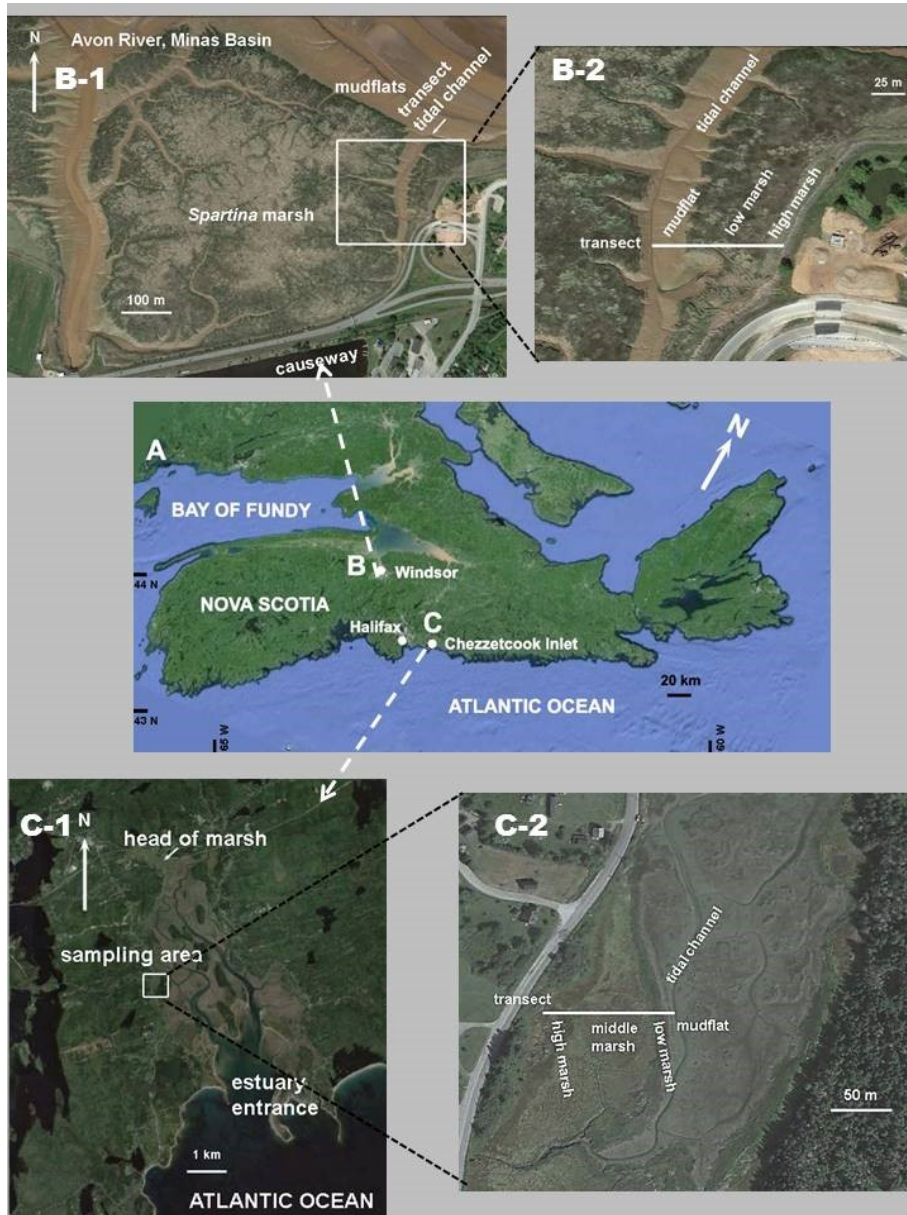 N
Avon River, Minas Basin
B-1
mudflats
transect
tidal channel
Spartina marsh
100 m
causeway
B-2
25 m
tidal channel
mudflat
low marsh
high marsh
transect
A
N
BAY OF FUNDY
44 N
B
Windsor
NOVA SCOTIA
Halifax
C
Chezzetcook Inlet
20 km
ATLANTIC OCEAN
43 N
65 W
60 W
C-1
N
head of marsh
sampling area
estuary
entrance
1 km
ATLANTIC OCEAN
C-2
tidal channel
transect
high marsh
middle
marsh
low marsh
mudflat
50 m